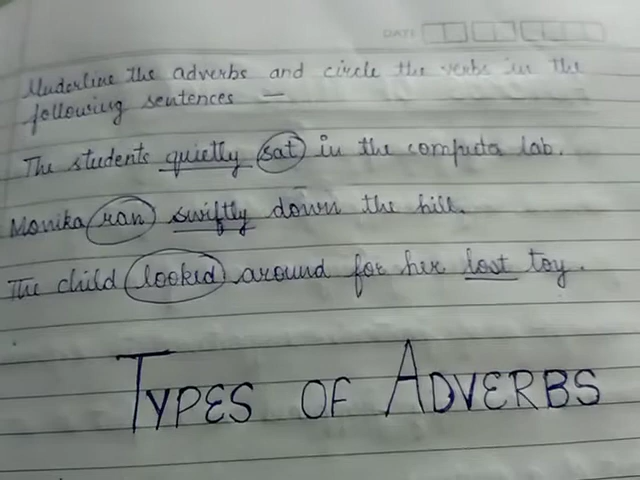 DATE
Underline the adverbs and circle the verbs in the
following sentences —
The students quietly sat in the computer lab.
Monika ran swiftly down the hill.
The child looked around for her lost toy.
TYPES OF ADVERBS